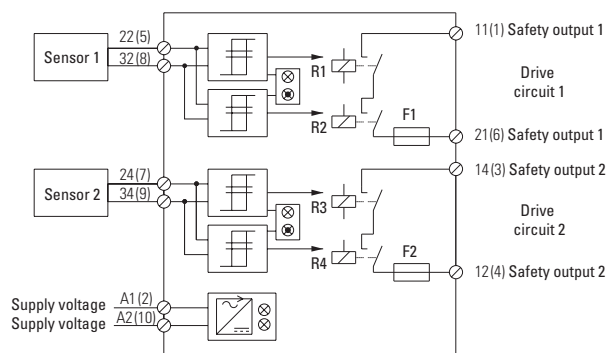 22(5)
11(1) Safety output 1
Sensor 1
32(8)
R1
Drive
circuit 1
R2
F1
21(6) Safety output 1
24(7)
14(3) Safety output 2
Sensor 2
34(9)
R3
Drive
circuit 2
R4
F2
12(4) Safety output 2
Supply voltage A1(2)
Supply voltage A2(10)